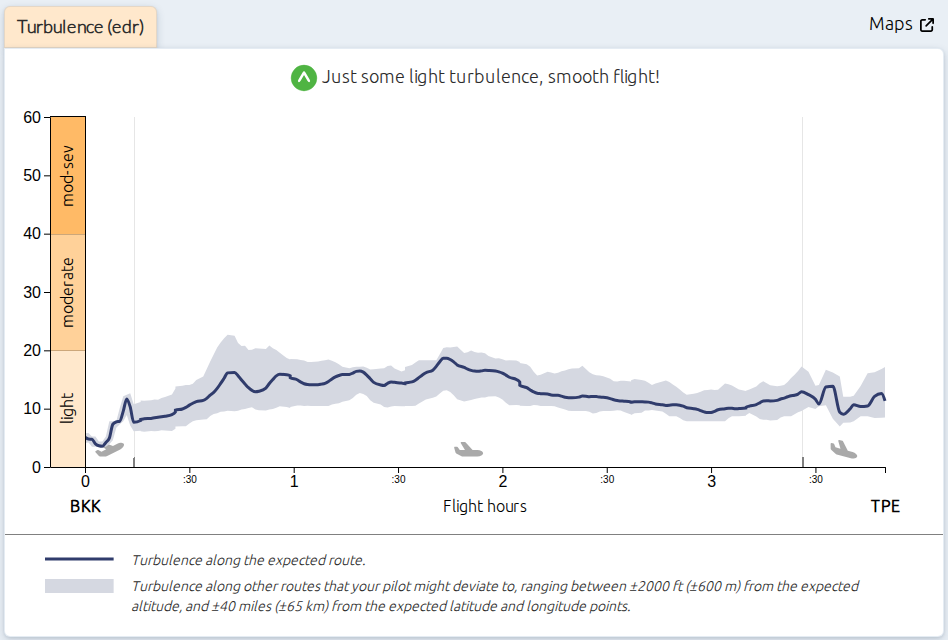 Turbulence (edr)
Maps
Just some light turbulence, smooth flight!
60
50
40
30
20
10
0
mod-sev
moderate
light
0 :30 1 :30 2 :30 3 :30
BKK Flight hours TPE
Turbulence along the expected route.
Turbulence along other routes that your pilot might deviate to, ranging between ±2000 ft (±600 m) from the expected
altitude, and ±40 miles (±65 km) from the expected latitude and longitude points.